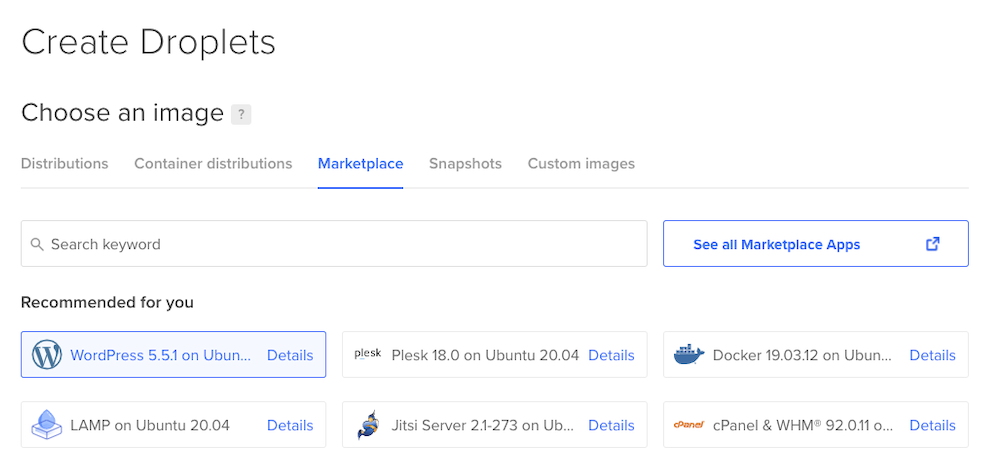 Create Droplets
Choose an image ?
Distributions Container distributions Marketplace Snapshots Custom images
Search keyword See all Marketplace Apps
Recommended for you
WordPress 5.5.1 on Ubun... Details plesk Plesk 18.0 on Ubuntu 20.04 Details Docker 19.03.12 on Ubun... Details
LAMP on Ubuntu 20.04 Details Jitsi Server 2.1-273 on Ub... Details cPanel cPanel & WHM® 92.0.11 o... Details